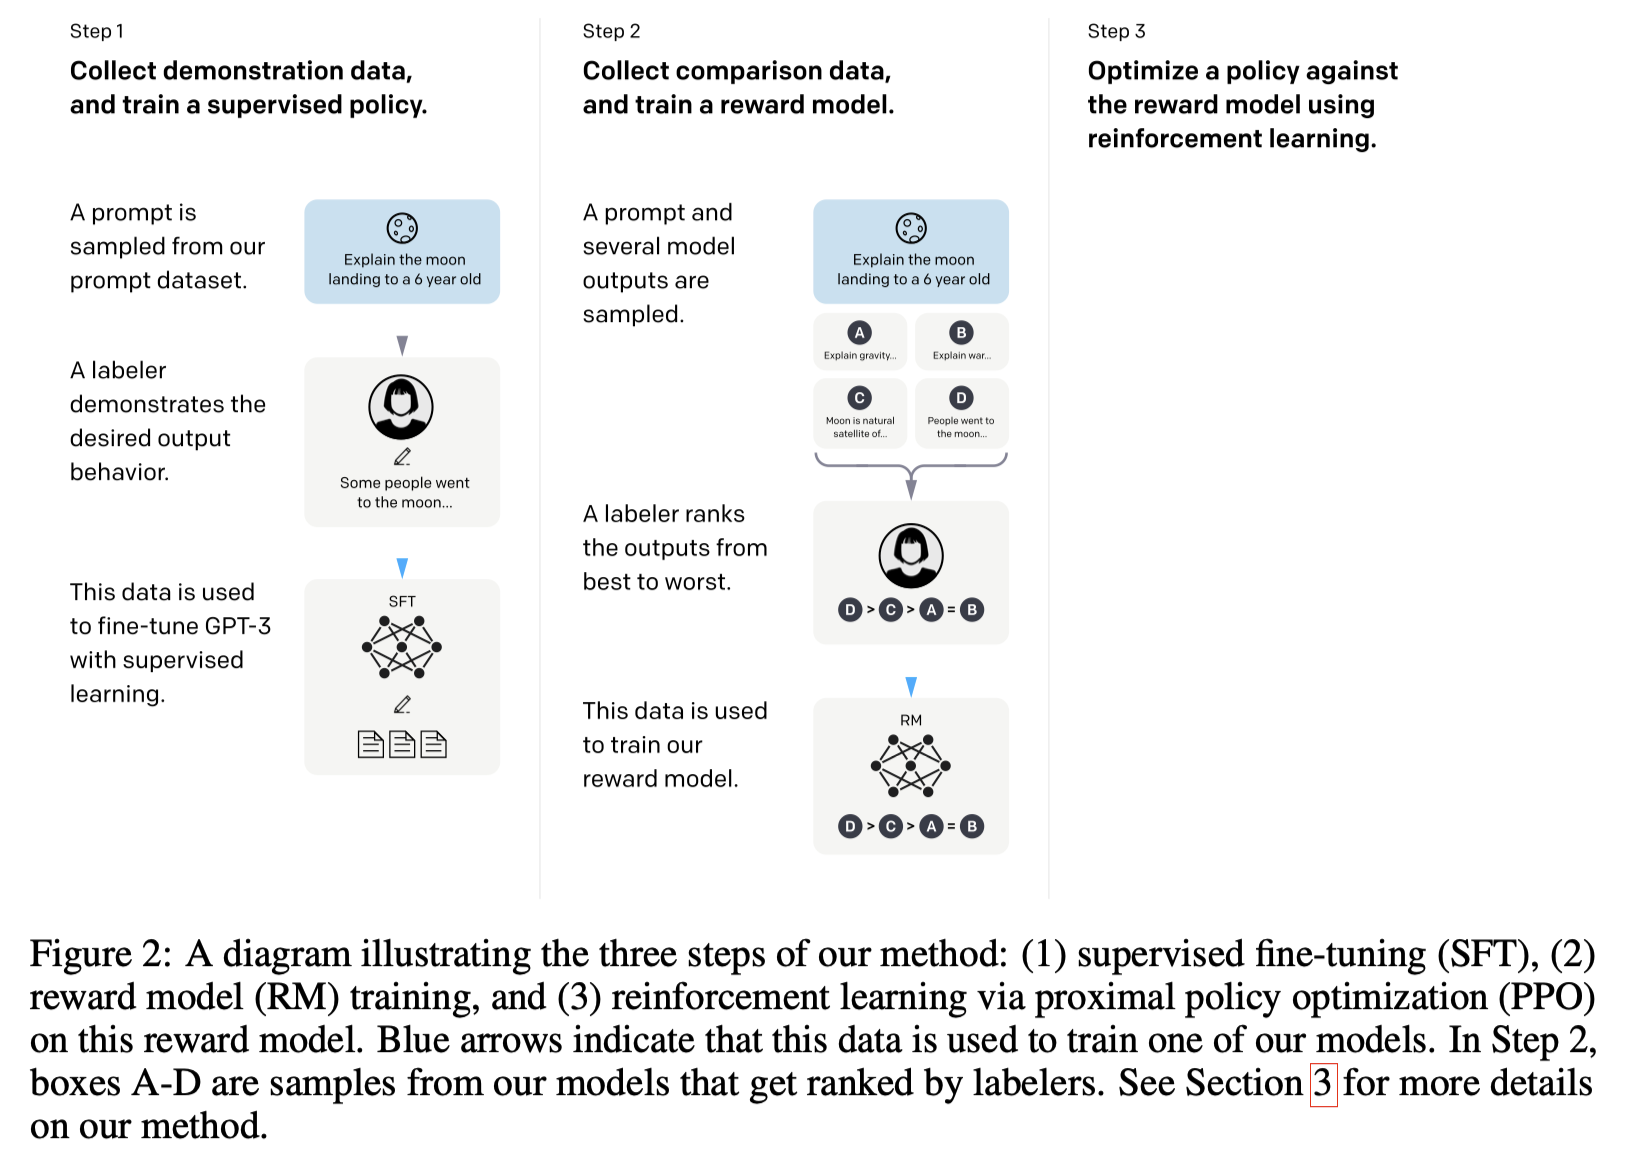 Step 1
Collect demonstration data,
and train a supervised policy.
A prompt is
sampled from our
prompt dataset.
Explain the moon
landing to a 6 year old
A labeler
demonstrates the
desired output
behavior.
Some people went
to the moon...
This data is used
to fine-tune GPT-3
with supervised
learning.
SFT
Step 2
Collect comparison data,
and train a reward model.
A prompt and
several model
outputs are
sampled.
Explain the moon
landing to a 6 year old
A
Explain gravity...
B
Explain war...
C
Moon is natural
satellite of...
D
People went to
the moon...
A labeler ranks
the outputs from
best to worst.
D > C > A = B
This data is used
to train our
reward model.
RM
D > C > A = B
Step 3
Optimize a policy against
the reward model using
reinforcement learning.
Figure 2: A diagram illustrating the three steps of our method: (1) supervised fine-tuning (SFT), (2)
reward model (RM) training, and (3) reinforcement learning via proximal policy optimization (PPO)
on this reward model. Blue arrows indicate that this data is used to train one of our models. In Step 2,
boxes A-D are samples from our models that get ranked by labelers. See Section 3 for more details
on our method.